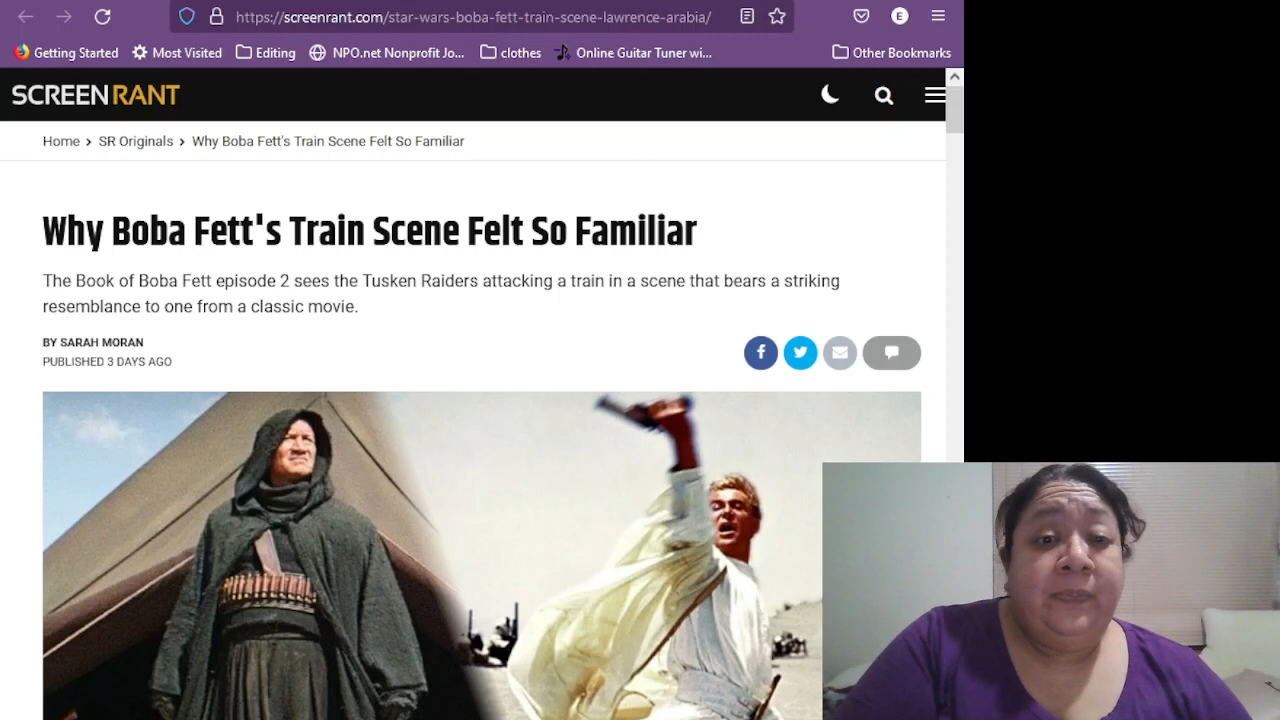 https://screenrant.com/star-wars-boba-fett-train-scene-lawrence-arabia/
E
Getting Started
Most Visited
Editing
NPO.net Nonprofit Jo...
clothes
Online Guitar Tuner wi...
Other Bookmarks
SCREENRANT
Home > SR Originals > Why Boba Fett's Train Scene Felt So Familiar
Why Boba Fett's Train Scene Felt So Familiar
The Book of Boba Fett episode 2 sees the Tusken Raiders attacking a train in a scene that bears a striking
resemblance to one from a classic movie.
BY SARAH MORAN
PUBLISHED 3 DAYS AGO